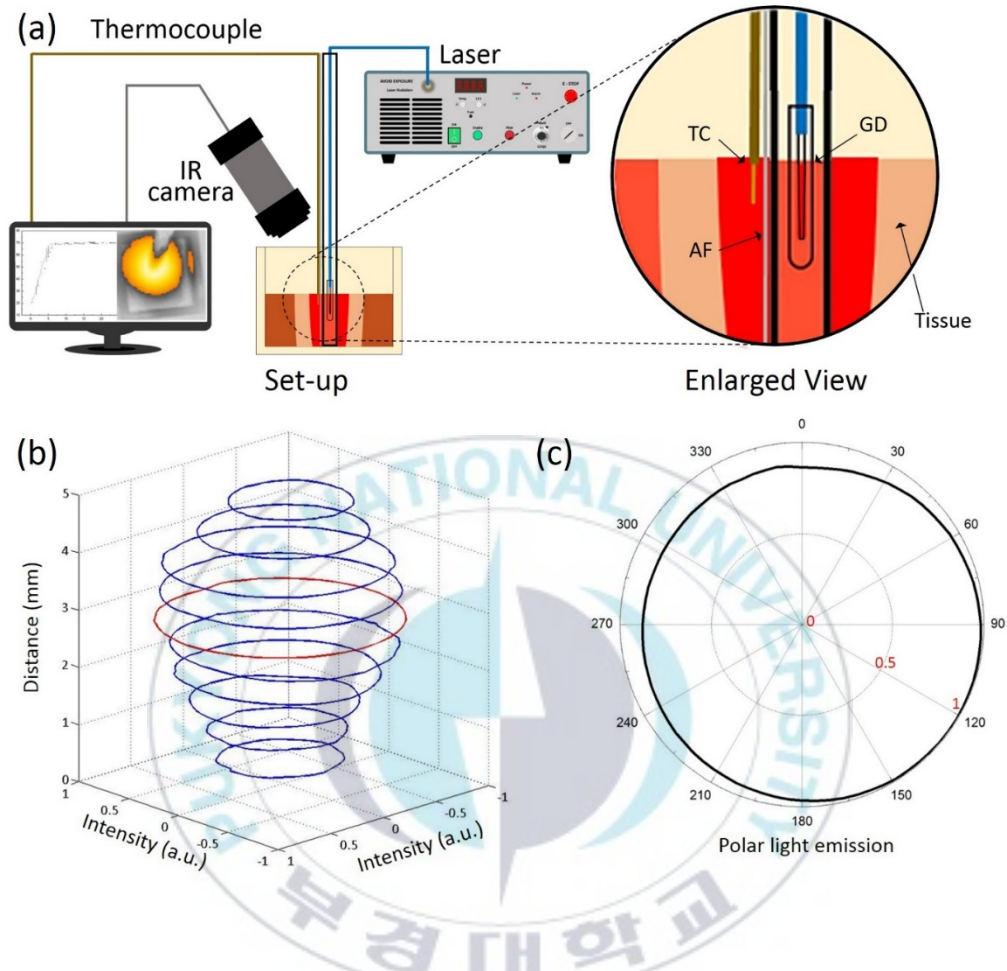 (a)
Thermocouple
Laser
IR
camera
TC
GD
AF
Tissue
Set-up
Enlarged View
(b)
5
4
3
2
1
0
Distance (mm)
1
0.5
0
-0.5
-1
Intensity (a.u.)
1
0.5
0
-0.5
-1
Intensity (a.u.)
(c)
0
30
60
90
120
150
180
210
240
270
300
330
0
0.5
1
Polar light emission
PUKYONG NATIONAL UNIVERSITY
부경대학교